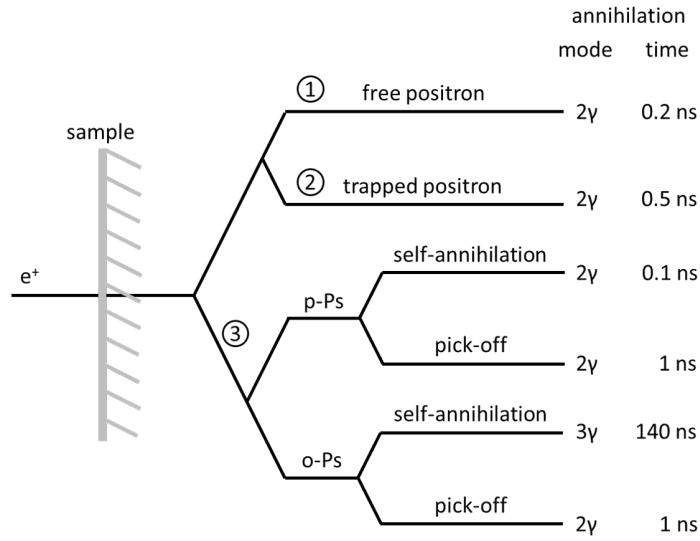 annihilation
mode time
① free positron 2γ 0.2 ns
sample
② trapped positron 2γ 0.5 ns
self-annihilation 2γ 0.1 ns
e⁺
p-Ps
③
pick-off 2γ 1 ns
self-annihilation 3γ 140 ns
o-Ps
pick-off 2γ 1 ns